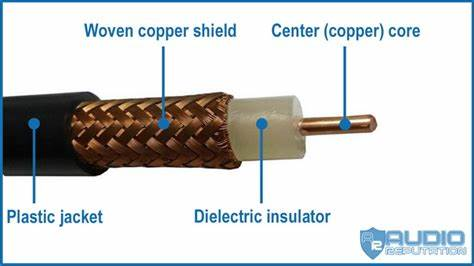 Woven copper shield
Center (copper) core
Plastic jacket
Dielectric insulator
AUDIO
REPUTATION